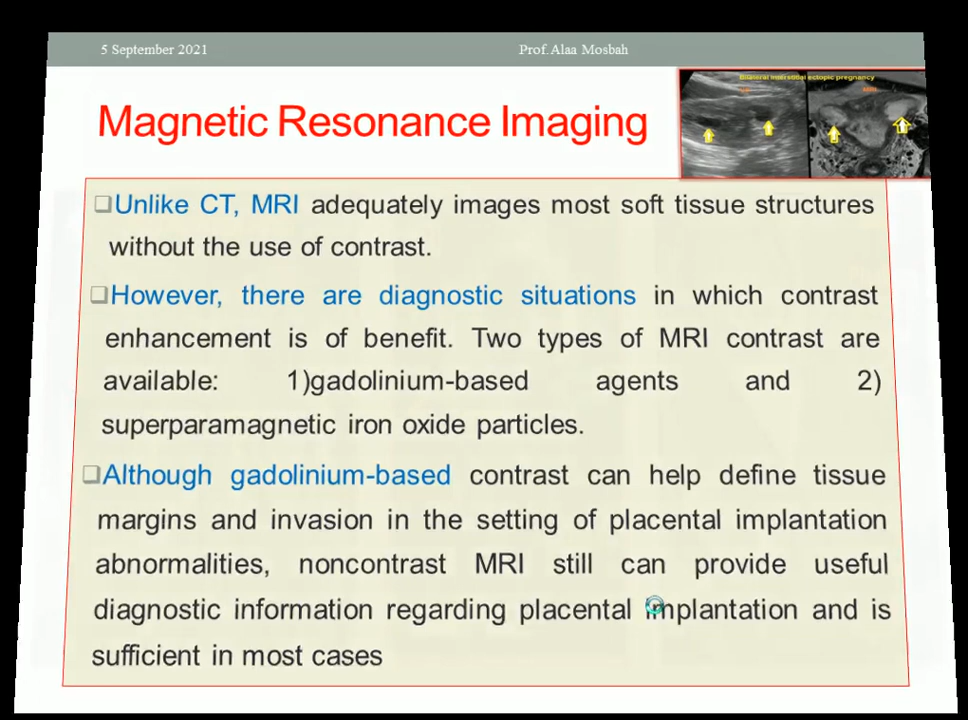 5 September 2021
Prof.Alaa Mosbah
Magnetic Resonance Imaging
Bilateral interstitial ectopic pregnancy
MRI
Unlike CT, MRI adequately images most soft tissue structures
without the use of contrast.
However, there are diagnostic situations in which contrast
enhancement is of benefit. Two types of MRI contrast are
available: 1)gadolinium-based agents and 2)
superparamagnetic iron oxide particles.
Although gadolinium-based contrast can help define tissue
margins and invasion in the setting of placental implantation
abnormalities, noncontrast MRI still can provide useful
diagnostic information regarding placental implantation and is
sufficient in most cases